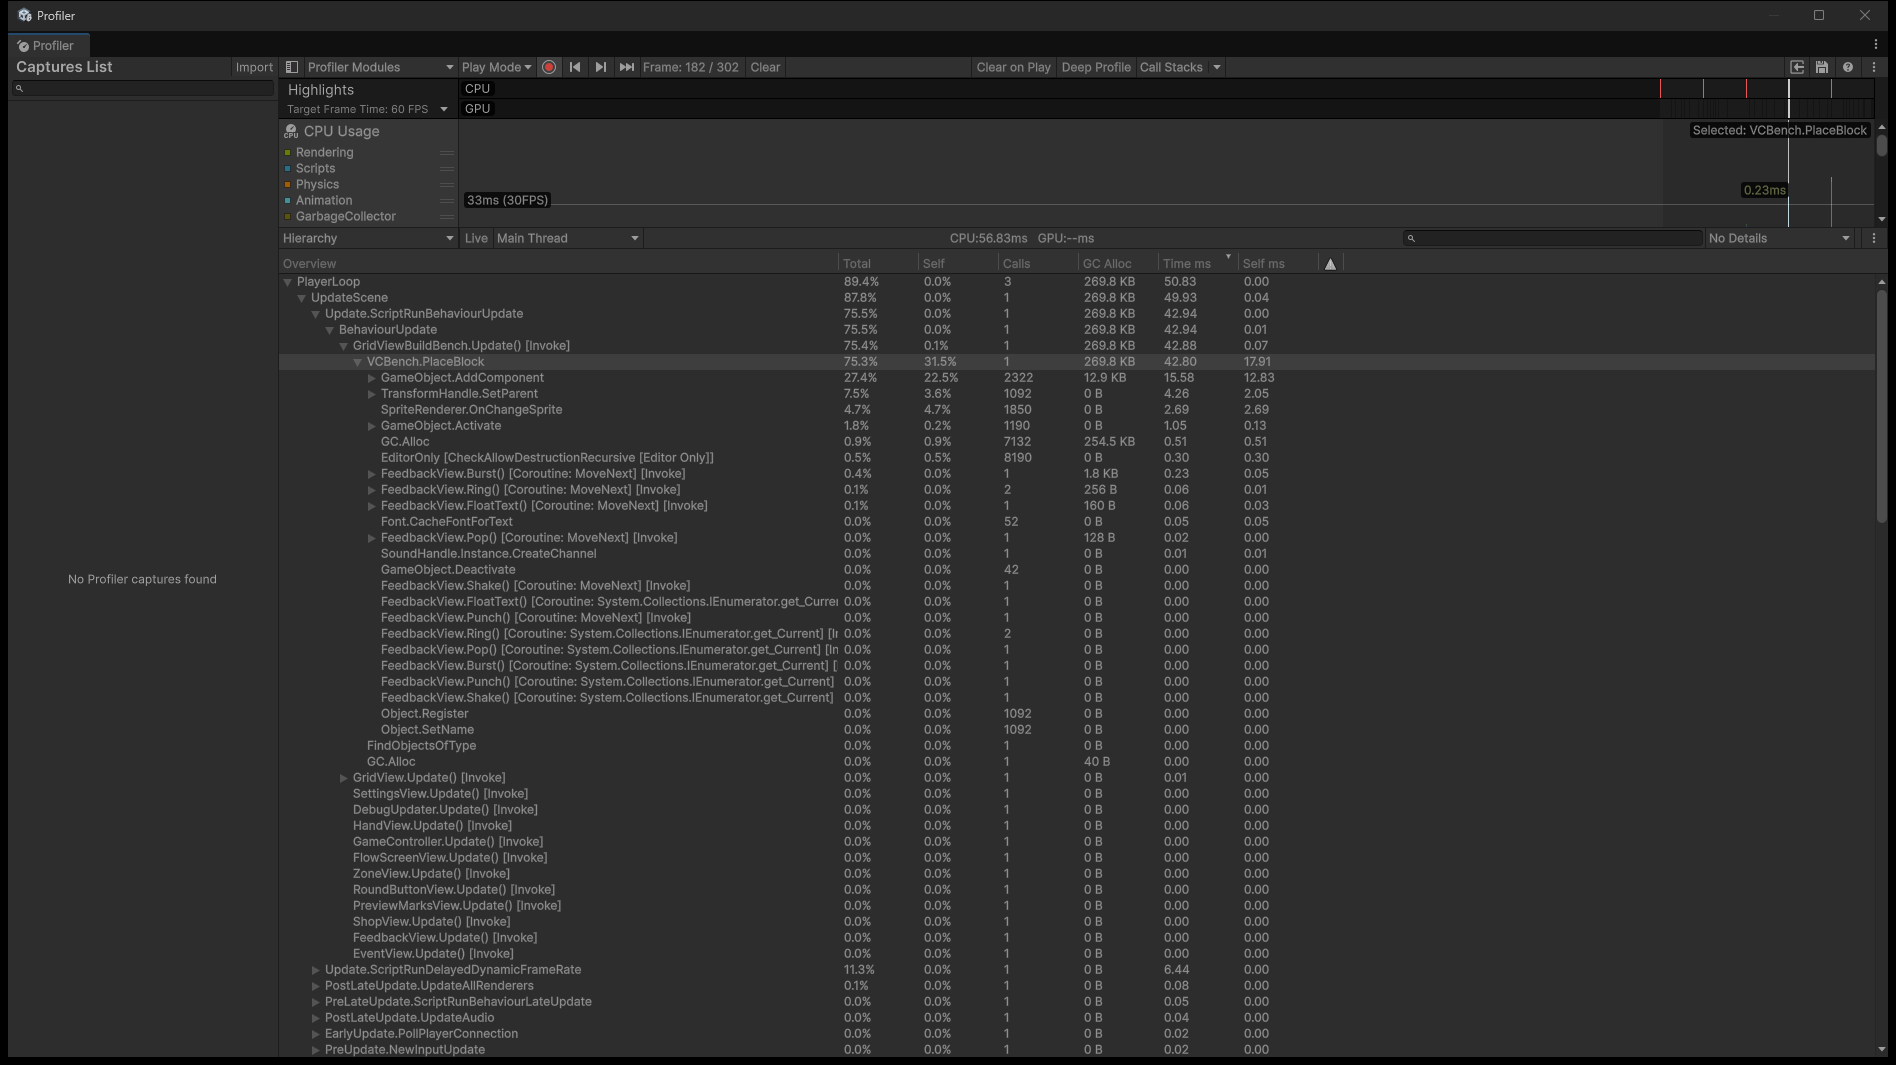 Profiler
Profiler
Captures List Import Profiler Modules Play Mode Frame: 182 / 302 Clear Clear on Play Deep Profile Call Stacks
Highlights CPU
Target Frame Time: 60 FPS GPU
CPU Usage Selected: VCBench.PlaceBlock
Rendering
Scripts
Physics 0.23ms
Animation 33ms (30FPS)
GarbageCollector
Hierarchy Live Main Thread CPU:56.83ms GPU:--ms No Details
Overview Total Self Calls GC Alloc Time ms Self ms
PlayerLoop 89.4% 0.0% 3 269.8 KB 50.83 0.00
UpdateScene 87.8% 0.0% 1 269.8 KB 49.93 0.04
Update.ScriptRunBehaviourUpdate 75.5% 0.0% 1 269.8 KB 42.94 0.00
BehaviourUpdate 75.5% 0.0% 1 269.8 KB 42.94 0.01
GridViewBuildBench.Update() [Invoke] 75.4% 0.1% 1 269.8 KB 42.88 0.07
VCBench.PlaceBlock 75.3% 31.5% 1 269.8 KB 42.80 17.91
GameObject.AddComponent 27.4% 22.5% 2322 12.9 KB 15.58 12.83
TransformHandle.SetParent 7.5% 3.6% 1092 0 B 4.26 2.05
SpriteRenderer.OnChangeSprite 4.7% 4.7% 1850 0 B 2.69 2.69
GameObject.Activate 1.8% 0.2% 1190 0 B 1.05 0.13
GC.Alloc 0.9% 0.9% 7132 254.5 KB 0.51 0.51
EditorOnly [CheckAllowDestructionRecursive [Editor Only]] 0.5% 0.5% 8190 0 B 0.30 0.30
FeedbackView.Burst() [Coroutine: MoveNext] [Invoke] 0.4% 0.0% 1 1.8 KB 0.23 0.05
FeedbackView.Ring() [Coroutine: MoveNext] [Invoke] 0.1% 0.0% 2 256 B 0.06 0.01
FeedbackView.FloatText() [Coroutine: MoveNext] [Invoke] 0.1% 0.0% 1 160 B 0.06 0.03
Font.CacheFontForText 0.0% 0.0% 52 0 B 0.05 0.05
FeedbackView.Pop() [Coroutine: MoveNext] [Invoke] 0.0% 0.0% 1 128 B 0.02 0.00
SoundHandle.Instance.CreateChannel 0.0% 0.0% 1 0 B 0.01 0.01
GameObject.Deactivate 0.0% 0.0% 42 0 B 0.00 0.00
FeedbackView.Shake() [Coroutine: MoveNext] [Invoke] 0.0% 0.0% 1 0 B 0.00 0.00
FeedbackView.FloatText() [Coroutine: System.Collections.IEnumerator.get_Currer 0.0% 0.0% 1 0 B 0.00 0.00
FeedbackView.Punch() [Coroutine: MoveNext] [Invoke] 0.0% 0.0% 1 0 B 0.00 0.00
FeedbackView.Ring() [Coroutine: System.Collections.IEnumerator.get_Current] [Ir 0.0% 0.0% 2 0 B 0.00 0.00
FeedbackView.Pop() [Coroutine: System.Collections.IEnumerator.get_Current] [In 0.0% 0.0% 1 0 B 0.00 0.00
FeedbackView.Burst() [Coroutine: System.Collections.IEnumerator.get_Current] [ 0.0% 0.0% 1 0 B 0.00 0.00
FeedbackView.Punch() [Coroutine: System.Collections.IEnumerator.get_Current] 0.0% 0.0% 1 0 B 0.00 0.00
FeedbackView.Shake() [Coroutine: System.Collections.IEnumerator.get_Current] 0.0% 0.0% 1 0 B 0.00 0.00
Object.Register 0.0% 0.0% 1092 0 B 0.00 0.00
Object.SetName 0.0% 0.0% 1092 0 B 0.00 0.00
FindObjectsOfType 0.0% 0.0% 1 0 B 0.00 0.00
GC.Alloc 0.0% 0.0% 1 40 B 0.00 0.00
GridView.Update() [Invoke] 0.0% 0.0% 1 0 B 0.01 0.00
SettingsView.Update() [Invoke] 0.0% 0.0% 1 0 B 0.00 0.00
DebugUpdater.Update() [Invoke] 0.0% 0.0% 1 0 B 0.00 0.00
HandView.Update() [Invoke] 0.0% 0.0% 1 0 B 0.00 0.00
GameController.Update() [Invoke] 0.0% 0.0% 1 0 B 0.00 0.00
FlowScreenView.Update() [Invoke] 0.0% 0.0% 1 0 B 0.00 0.00
ZoneView.Update() [Invoke] 0.0% 0.0% 1 0 B 0.00 0.00
RoundButtonView.Update() [Invoke] 0.0% 0.0% 1 0 B 0.00 0.00
PreviewMarksView.Update() [Invoke] 0.0% 0.0% 1 0 B 0.00 0.00
ShopView.Update() [Invoke] 0.0% 0.0% 1 0 B 0.00 0.00
FeedbackView.Update() [Invoke] 0.0% 0.0% 1 0 B 0.00 0.00
EventView.Update() [Invoke] 0.0% 0.0% 1 0 B 0.00 0.00
Update.ScriptRunDelayedDynamicFrameRate 11.3% 0.0% 1 0 B 6.44 0.00
PostLateUpdate.UpdateAllRenderers 0.1% 0.0% 1 0 B 0.08 0.00
PreLateUpdate.ScriptRunBehaviourLateUpdate 0.0% 0.0% 1 0 B 0.05 0.00
PostLateUpdate.UpdateAudio 0.0% 0.0% 1 0 B 0.04 0.00
EarlyUpdate.PollPlayerConnection 0.0% 0.0% 1 0 B 0.02 0.00
PreUpdate.NewInputUpdate 0.0% 0.0% 1 0 B 0.02 0.00
No Profiler captures found